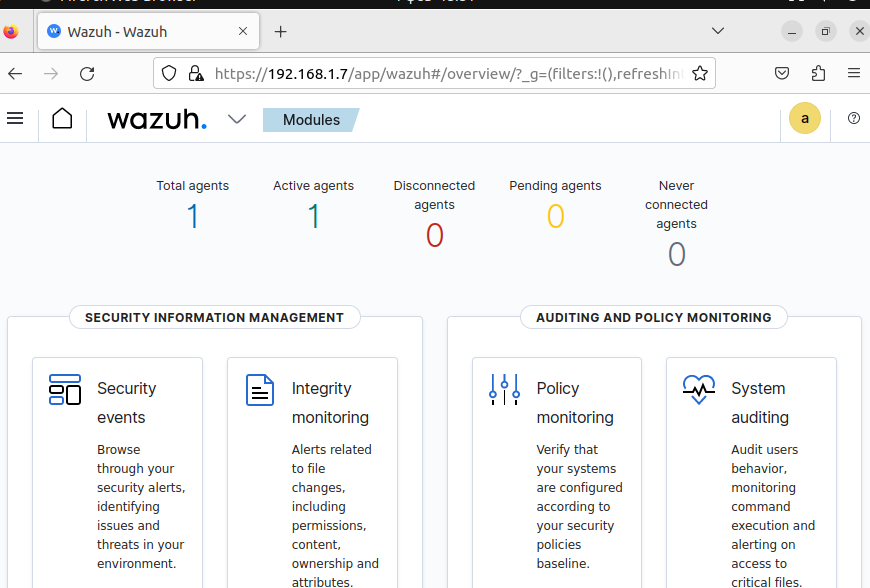 Wazuh - Wazuh
https://192.168.1.7/app/wazuh#/overview/?_g=(filters:!(),refreshIn
wazuh.
Modules
a
Total agents
1
Active agents
1
Disconnected
agents
0
Pending agents
0
Never
connected
agents
0
SECURITY INFORMATION MANAGEMENT
Security
events
Browse
through your
security alerts,
identifying
issues and
threats in your
environment.
Integrity
monitoring
Alerts related
to file
changes,
including
permissions,
content,
ownership and
attributes.
AUDITING AND POLICY MONITORING
Policy
monitoring
Verify that
your systems
are configured
according to
your security
policies
baseline.
System
auditing
Audit users
behavior,
monitoring
command
execution and
alerting on
access to
critical files.